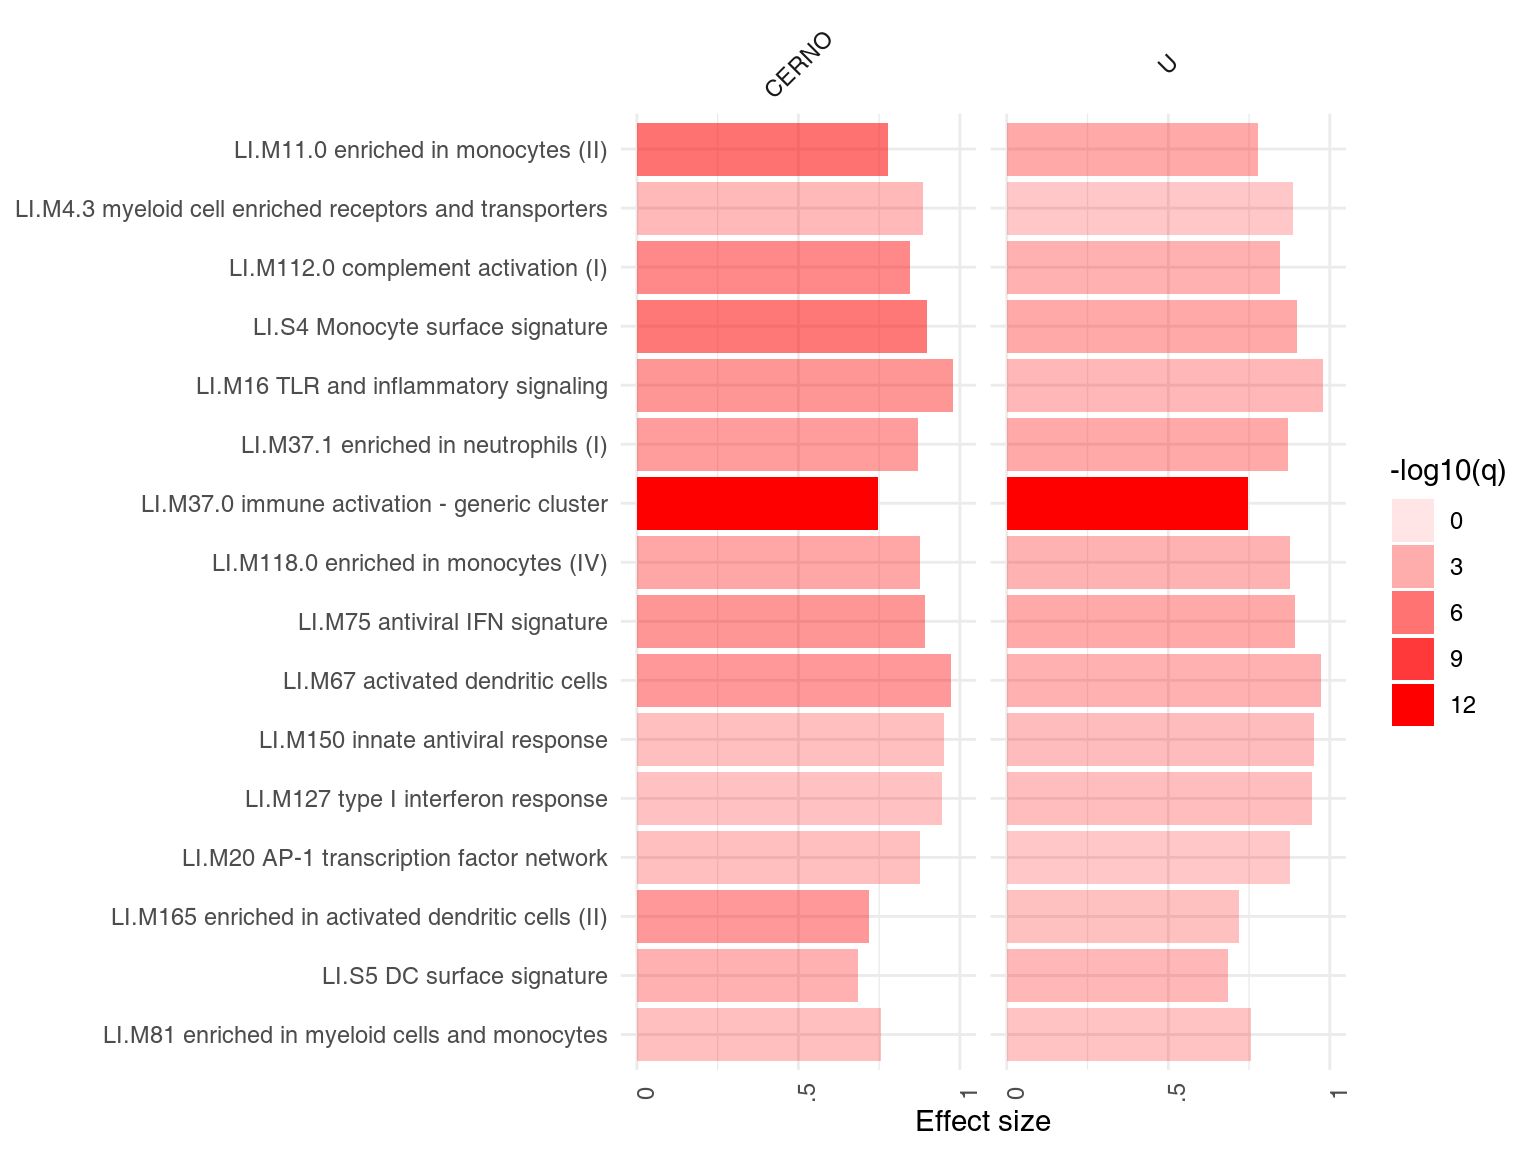 CERNO
U
LI.M11.0 enriched in monocytes (II)
LI.M4.3 myeloid cell enriched receptors and transporters
LI.M112.0 complement activation (I)
LI.S4 Monocyte surface signature
LI.M16 TLR and inflammatory signaling
LI.M37.1 enriched in neutrophils (I)
LI.M37.0 immune activation - generic cluster
LI.M118.0 enriched in monocytes (IV)
LI.M75 antiviral IFN signature
LI.M67 activated dendritic cells
LI.M150 innate antiviral response
LI.M127 type I interferon response
LI.M20 AP-1 transcription factor network
LI.M165 enriched in activated dendritic cells (II)
LI.S5 DC surface signature
LI.M81 enriched in myeloid cells and monocytes
0 .5 1 0 .5 1
Effect size
-log10(q)
0
3
6
9
12